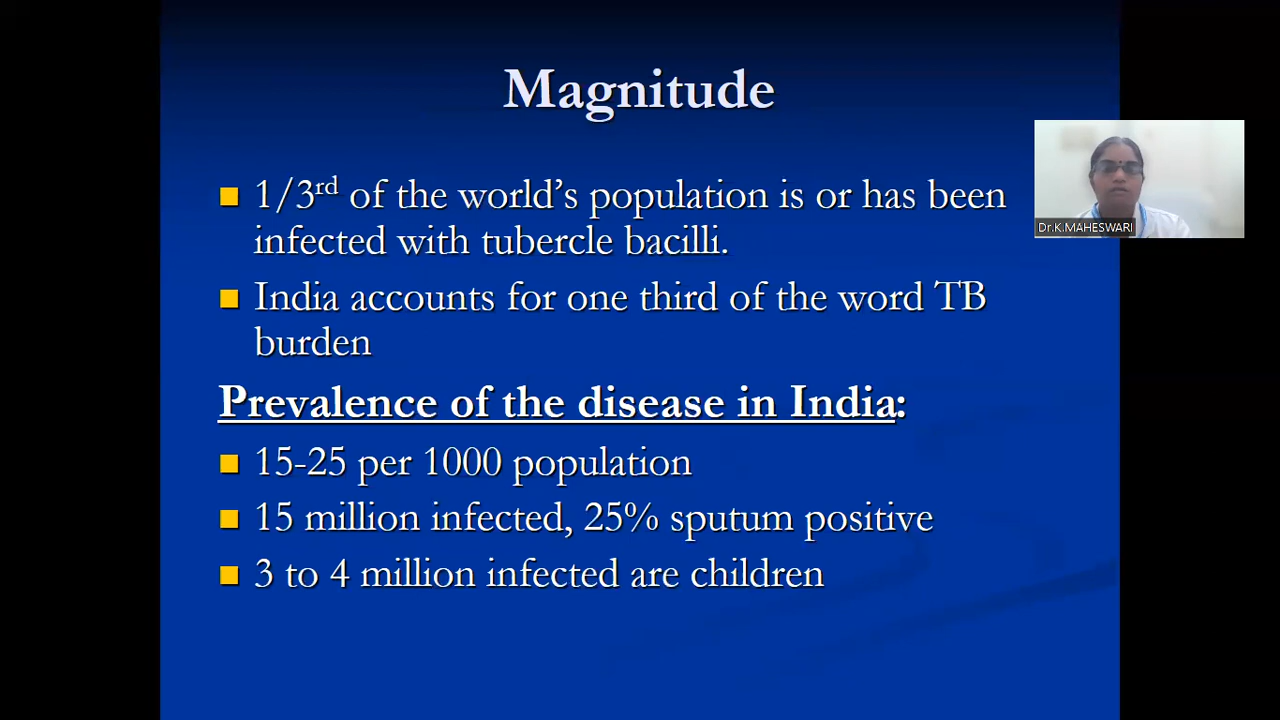 Magnitude
1/3rd of the world's population is or has been
infected with tubercle bacilli.
India accounts for one third of the word TB
burden
Prevalence of the disease in India:
15-25 per 1000 population
15 million infected, 25% sputum positive
3 to 4 million infected are children
Dr.K.MAHESWARI